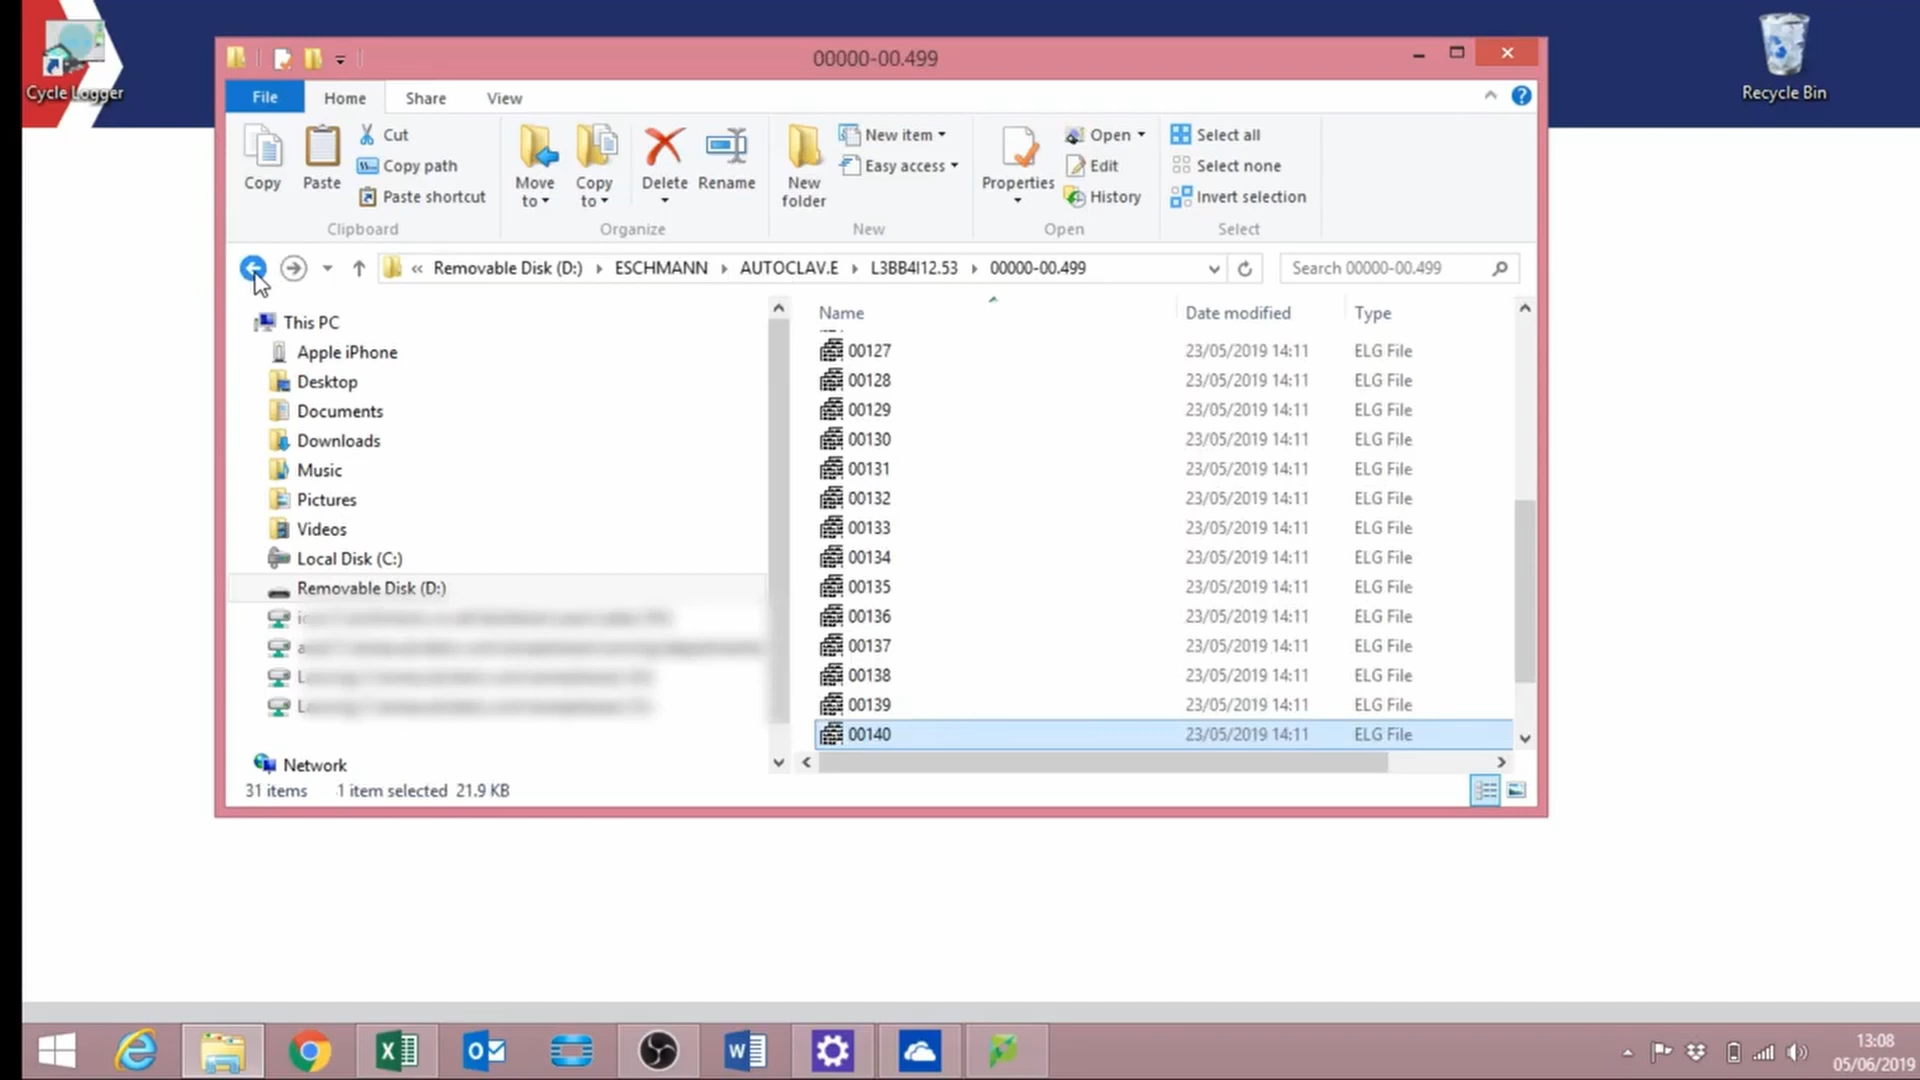 Cycle Logger
Recycle Bin
00000-00.499
File Home Share View
Copy
Paste
Cut
Copy path
Paste shortcut
Clipboard
Move to
Copy to
Delete
Rename
Organize
New folder
New item
Easy access
New
Properties
Open
Edit
History
Open
Select all
Select none
Invert selection
Select
« Removable Disk (D:) ESCHMANN AUTOCLAV.E L3BB4I12.53 00000-00.499
Search 00000-00.499
This PC
Apple iPhone
Desktop
Documents
Downloads
Music
Pictures
Videos
Local Disk (C:)
Removable Disk (D:)
Network
Name Date modified Type
00127 23/05/2019 14:11 ELG File
00128 23/05/2019 14:11 ELG File
00129 23/05/2019 14:11 ELG File
00130 23/05/2019 14:11 ELG File
00131 23/05/2019 14:11 ELG File
00132 23/05/2019 14:11 ELG File
00133 23/05/2019 14:11 ELG File
00134 23/05/2019 14:11 ELG File
00135 23/05/2019 14:11 ELG File
00136 23/05/2019 14:11 ELG File
00137 23/05/2019 14:11 ELG File
00138 23/05/2019 14:11 ELG File
00139 23/05/2019 14:11 ELG File
00140 23/05/2019 14:11 ELG File
31 items 1 item selected 21.9 KB
13:08
05/06/2019